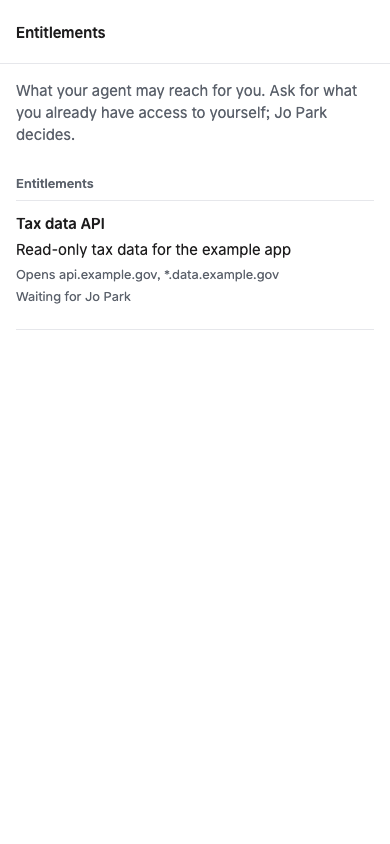 Entitlements
What your agent may reach for you. Ask for what
you already have access to yourself; Jo Park
decides.
Entitlements
Tax data API
Read-only tax data for the example app
Opens api.example.gov, *.data.example.gov
Waiting for Jo Park